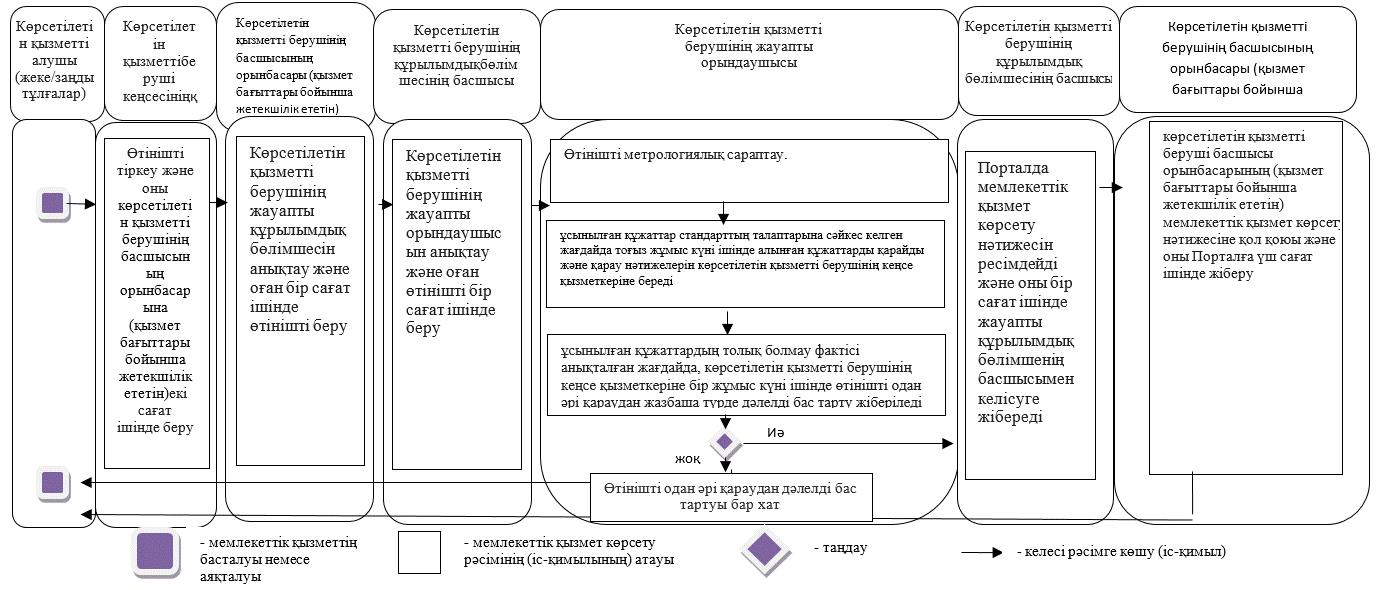 Көрсетілеті
н қызметті
алушы
(жеке/заңды
тұлғалар)
Көрсетілет
ін
қызметтібе
руші
кеңсесініңқ
Көрсетілетін
қызметті берушінің
басшысының
орынбасары (қызмет
бағыттары бойынша
жетекшілік ететін)
Көрсетілетін
қызметті берушінің
құрылымдықбөлім
шесінің басшысы
Көрсетілетін қызметті
берушінің жауапты
орындаушысы
Көрсетілетін қызметті
берушінің
құрылымдық
бөлімшесінің басшысы
Көрсетілетін қызметті
берушінің басшысының
орынбасары (қызмет
бағыттары бойынша
Өтінішті
тіркеу және
оны
көрсетілеті
н қызметті
берушінің
басшысын
ың
орынбасар
ына
(қызмет
бағыттары
бойынша
жетекшілік
ететін)екі
сағат
ішінде беру
Көрсетілетін
қызметті
берушінің
жауапты
құрылымдық
бөлімшесін
анықтау және
оған бір сағат
ішінде
өтінішті беру
Көрсетілетін
қызметті
берушінің
жауапты
орындаушыс
ын анықтау
және оған
өтінішті бір
сағат ішінде
беру
Өтінішті метрологиялық сараптау.
ұсынылған құжаттар стандарттың талаптарына сәйкес келген
жағдайда тоғыз жұмыс күні ішінде алынған құжаттарды қарайды
және қарау нәтижелерін көрсетілетін қызметті берушінің кеңсе
қызметкеріне береді
ұсынылған құжаттардың толық болмау фактісі
анықталған жағдайда, көрсетілетін қызметті берушінің
кеңсе қызметкеріне бір жұмыс күні ішінде өтінішті одан
әрі қараудан жазбаша түрде дәлелді бас тарту жіберіледі
Иә
жоқ
Өтінішті одан әрі қараудан дәлелді бас
тартуы бар хат
Порталда
мемлекеттік
қызмет
көрсету
нәтижесін
ресімдейді
және оны бір
сағат ішінде
жауапты
құрылымдық
бөлімшенің
басшысымен
келісуге
жібереді
көрсетілетін қызметті
беруші басшысы
орынбасарының (қызмет
бағыттары бойынша
жетекшілік ететін)
мемлекеттік қызмет көрсету
нәтижесіне қол қоюы және
оны Порталға үш сағат
ішінде жіберу
- мемлекеттік қызметтің
басталуы немесе
аяқталуы
- мемлекеттік қызмет көрсету
рәсімінің (іс-қимылының) атауы
- таңдау
- келесі рәсімге көшу (іс-қимыл)